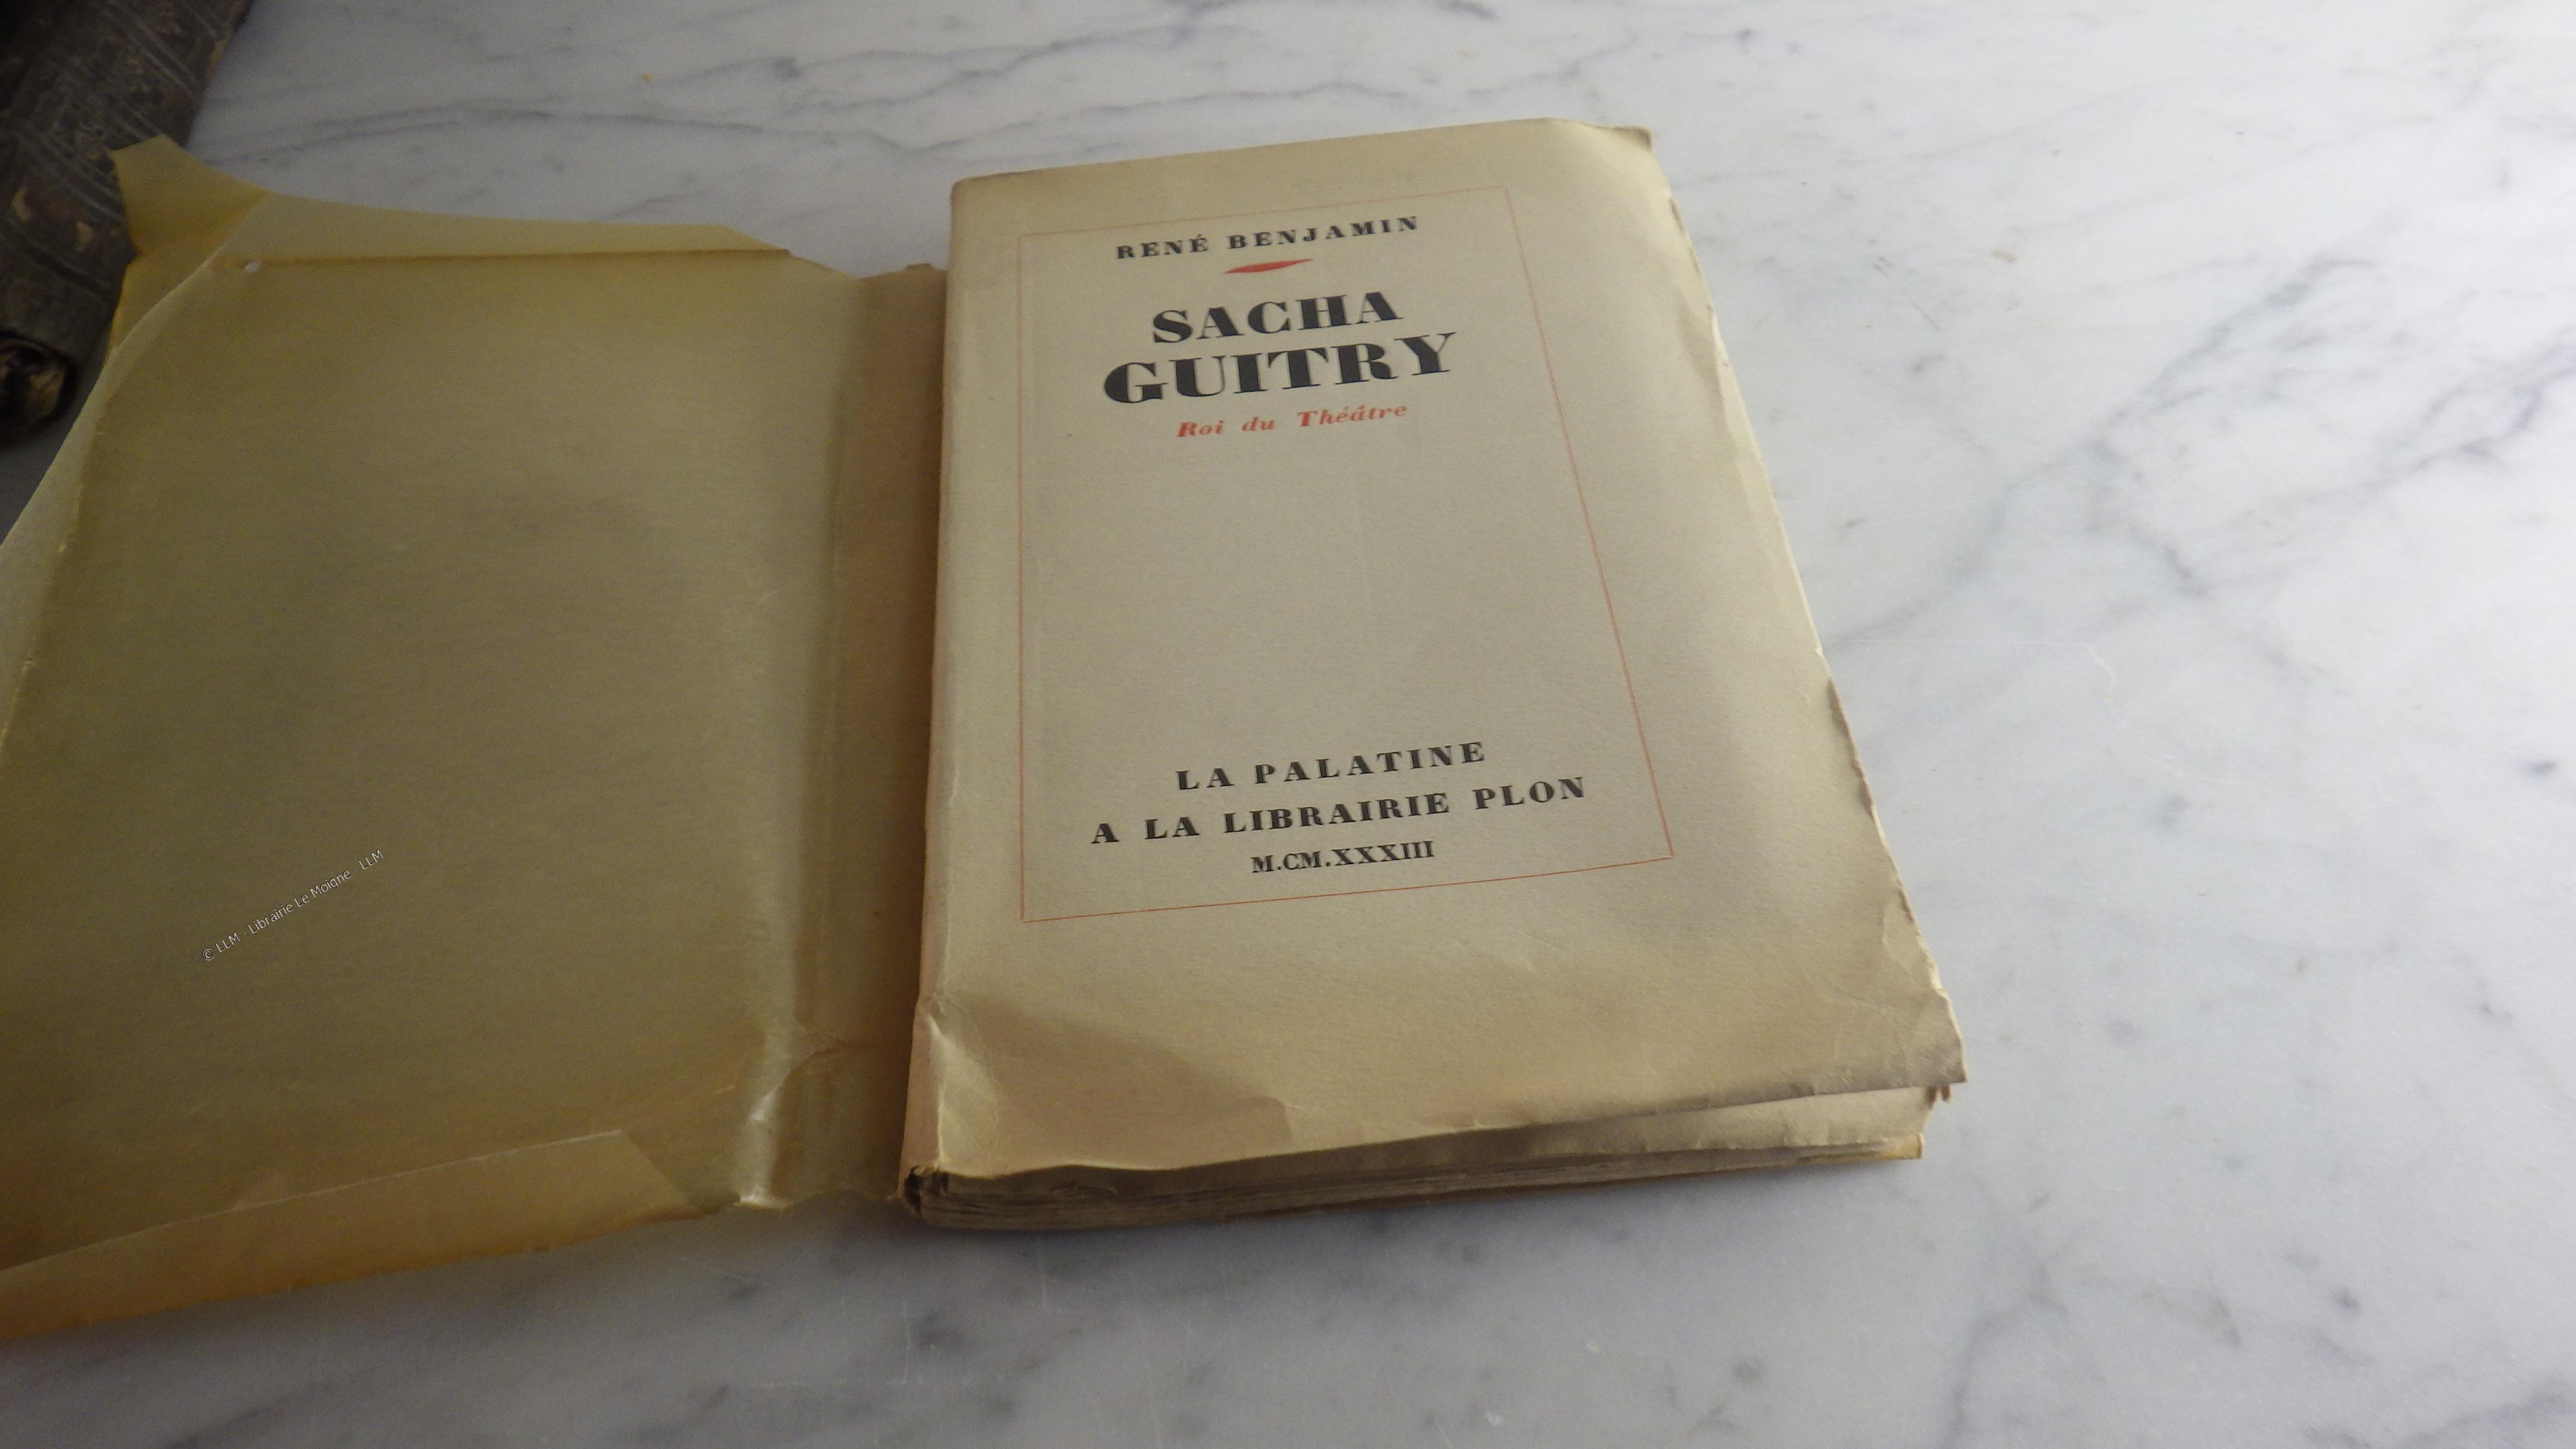 RENÉ BENJAMIN
SACHA
GUITRY
Roi du Théâtre
LA PALATINE
A LA LIBRAIRIE PLON
M.CM.XXXIII
© LLM - Librairie Le Moigne - LLM